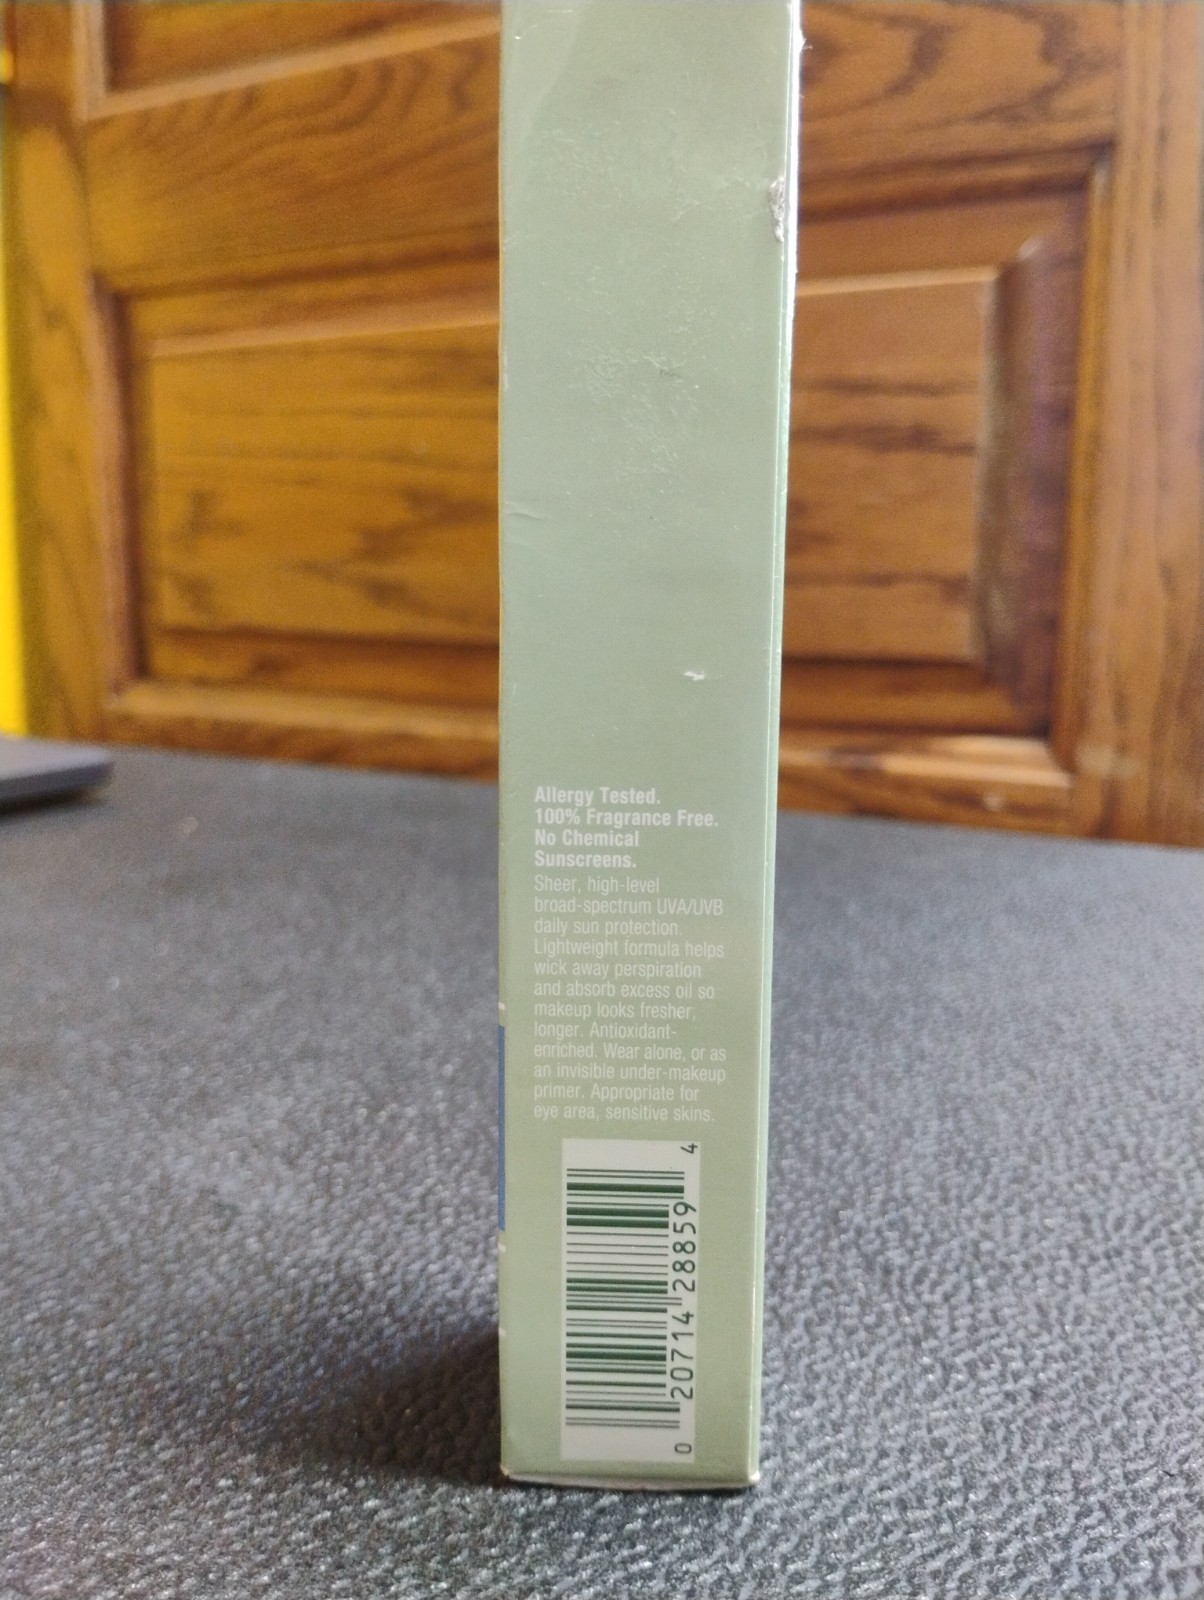 Allergy Tested.
100% Fragrance Free.
No Chemical
Sunscreens.
Sheer, high-level
broad-spectrum UVA/UVB
daily sun protection.
Lightweight formula helps
wick away perspiration
and absorb excess oil so
makeup looks fresher,
longer. Antioxidant-
enriched. Wear alone, or as
an invisible under-makeup
primer. Appropriate for
eye area, sensitive skins.
0 20714 28859 4